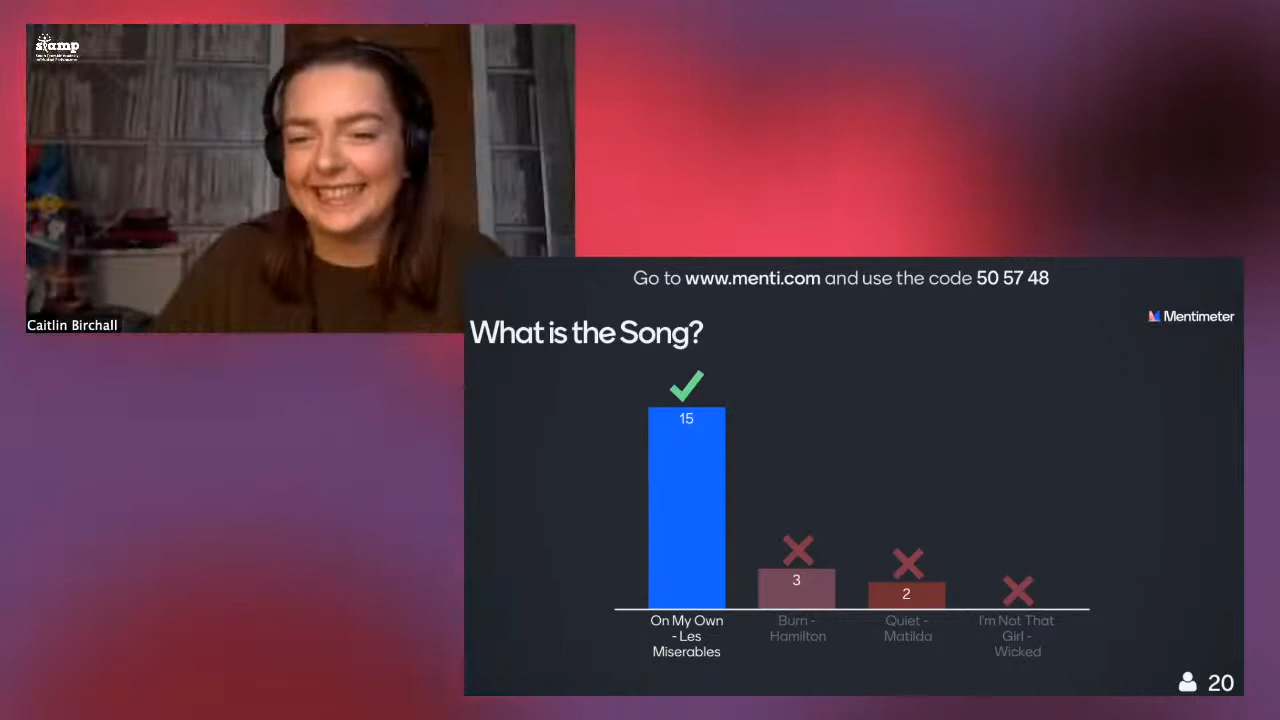 stamp
Caitlin Birchall
Go to www.menti.com and use the code 50 57 48
Mentimeter
What is the Song?
15
3
2
On My Own
- Les
Miserables
Burn -
Hamilton
Quiet -
Matilda
I'm Not That
Girl -
Wicked
20